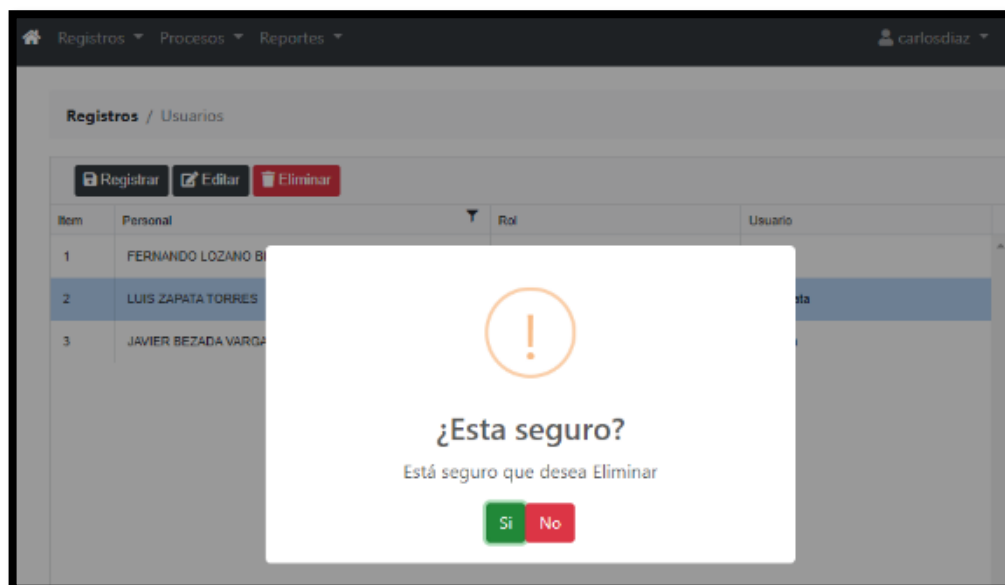 Registros Procesos Reportes carlosdiaz
Registros / Usuarios
Registrar Editar Eliminar
Item Personal Rol Usuario
1 FERNANDO LOZANO
2 LUIS ZAPATA TORRES
3 JAVIER BEZADA
!
¿Esta seguro?
Está seguro que desea Eliminar
Si No